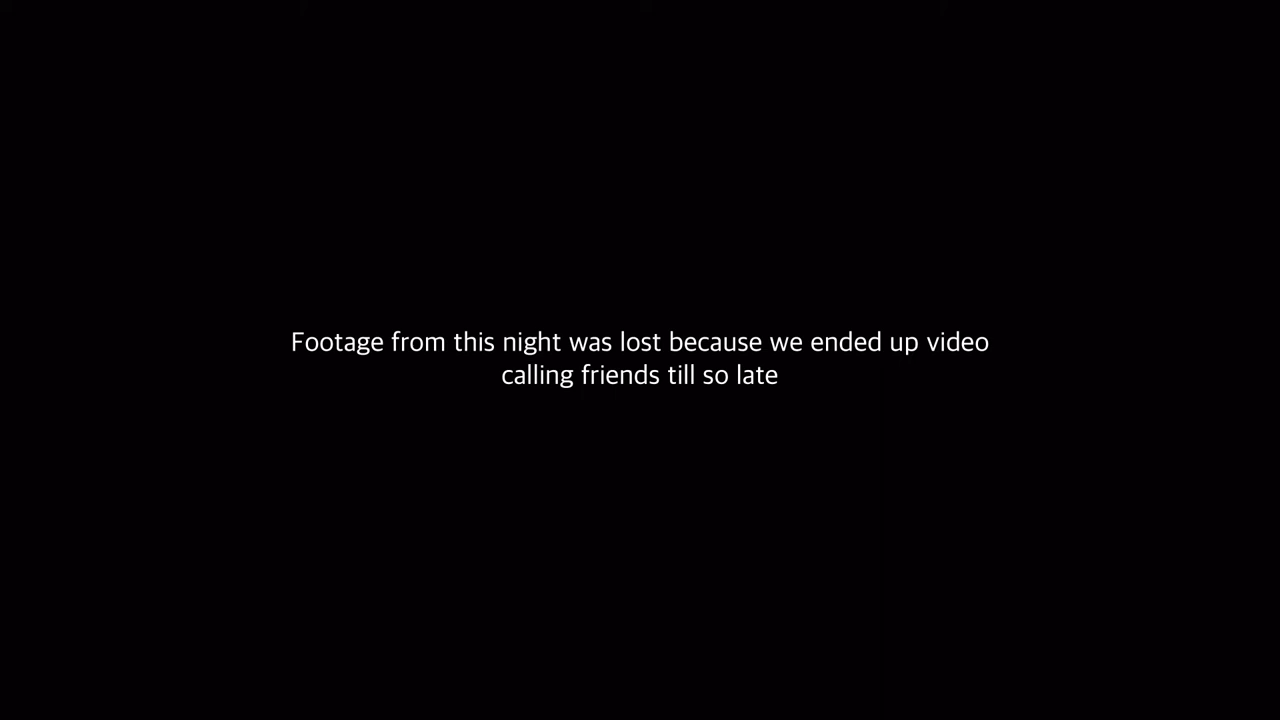 Footage from this night was lost because we ended up video
calling friends till so late